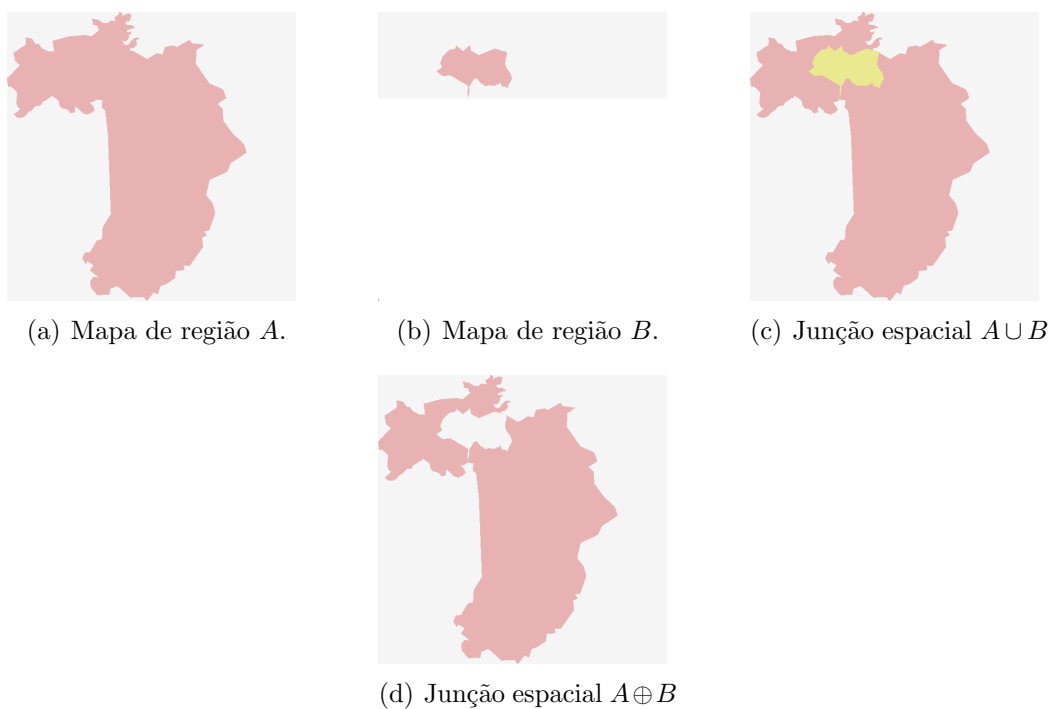 (a) Mapa de região A.
(b) Mapa de região B.
(c) Junção espacial A∪B
(d) Junção espacial A⊕B